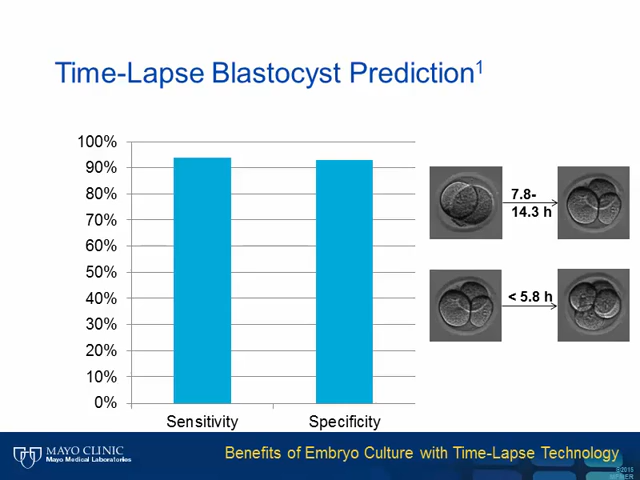 Time-Lapse Blastocyst Prediction1
100%
90%
80%
70%
60%
50%
40%
30%
20%
10%
0%
Sensitivity Specificity
7.8-
14.3 h
< 5.8 h
MAYO CLINIC
Mayo Medical Laboratories
Benefits of Embryo Culture with Time-Lapse Technology